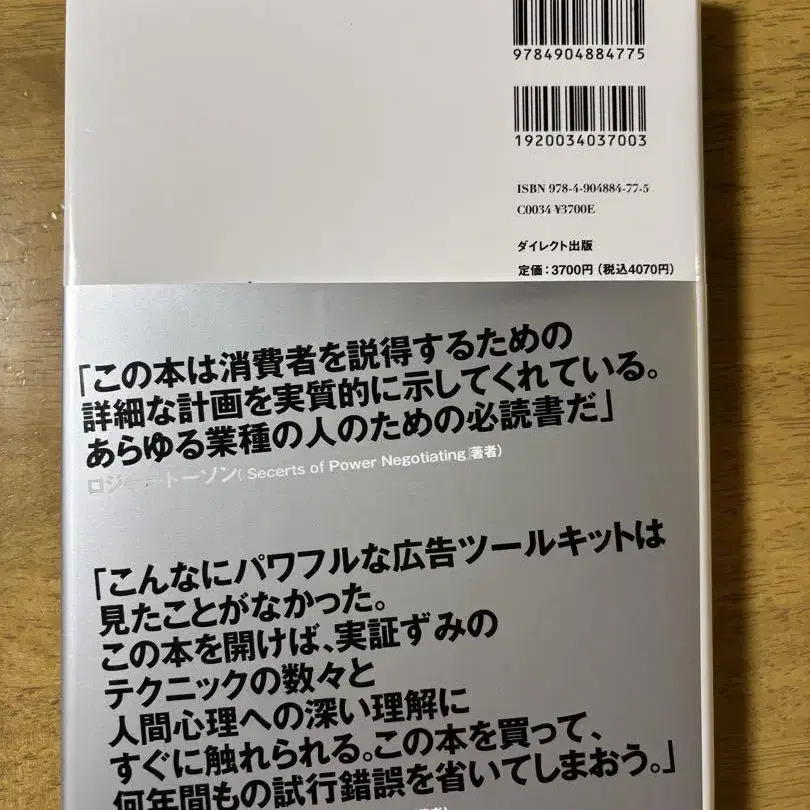 9784904884775
1920034037003
ISBN 978-4-904884-77-5
C0034 ¥3700E
ダイレクト出版
定価：3700円（税込4070円）
「この本は消費者を説得するための
詳細な計画を実質的に示してくれている。
あらゆる業種の人のための必読書だ」
トーソン( Secerts of Power Negotiating 著者)
「こんなにパワフルな広告ツールキットは
見たことがなかった。
この本を開けば、実証ずみの
テクニックの数々と
人間心理への深い理解に
すぐに触れられる。この本を買って、
何年間もの試行錯誤を省いてしまおう。」